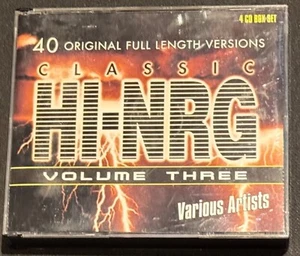 4 CD BOX SET
40 ORIGINAL FULL LENGTH VERSIONS
CLASSIC
HI-NRG
VOLUME THREE
Various Artists